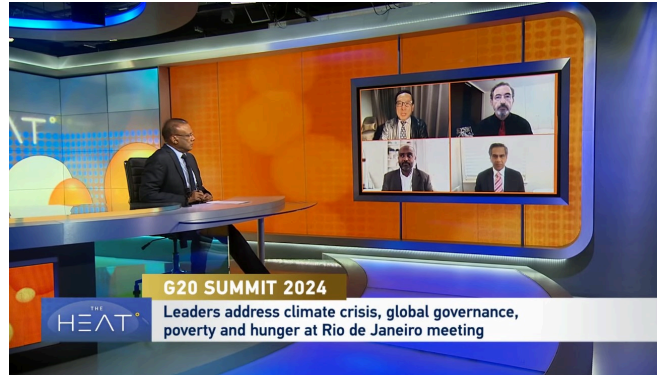 EAT°
G20 SUMMIT 2024
THE
HEAT°
Leaders address climate crisis, global governance,
poverty and hunger at Rio de Janeiro meeting